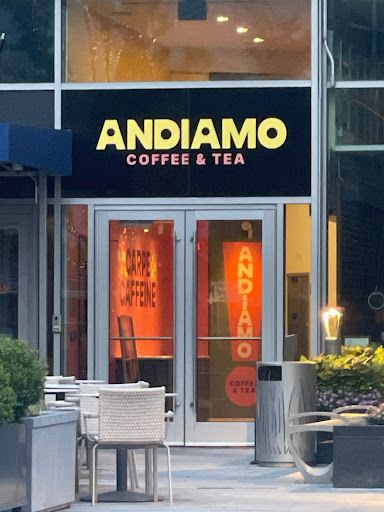 ANDIAMO
COFFEE & TEA
CARPE
CAFFEINE
ANDIAMO
COFFEE
& TEA